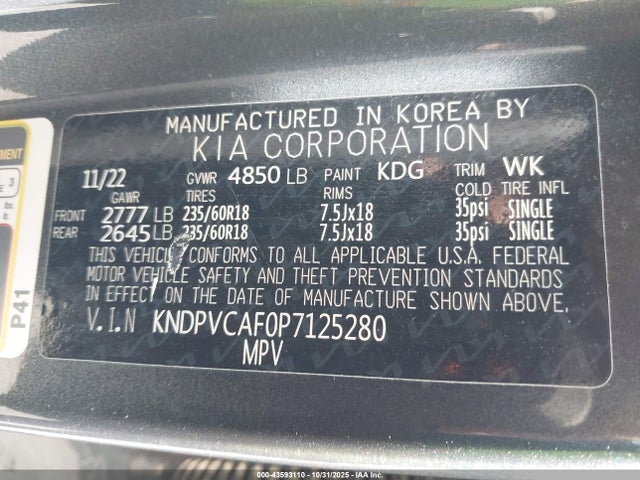 MANUFACTURED IN KOREA BY
KIA CORPORATION
11/22 GVWR 4850 LB PAINT KDG TRIM WK
GAWR TIRES RIMS COLD TIRE INFL
FRONT 2777 LB 235/60R18 7.5Jx18 35psi SINGLE
REAR 2645 LB 235/60R18 7.5Jx18 35psi SINGLE
THIS VEHICLE CONFORMS TO ALL APPLICABLE U.S.A. FEDERAL
MOTOR VEHICLE SAFETY AND THEFT PREVENTION STANDARDS
IN EFFECT ON THE DATE OF MANUFACTURE SHOWN ABOVE.
V.I.N KNDPVCAF0P7125280
MPV
MENT
3
lbs.
P41
000-43593110 - 10/31/2025 - IAA Inc.